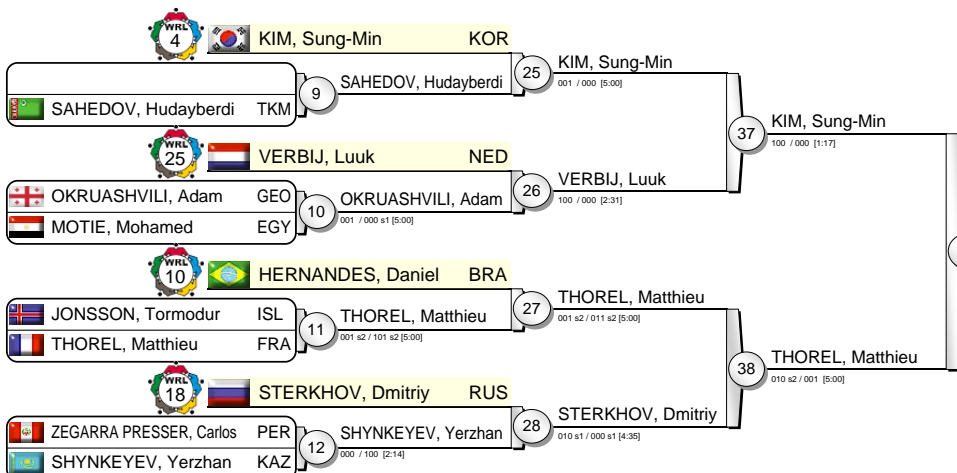 WRL
4
KIM, Sung-Min KOR
SAHEDOV, Hudayberdi TKM
9
SAHEDOV, Hudayberdi
25
KIM, Sung-Min
001 / 000 [5:00]
WRL
25
VERBIJ, Luuk NED
OKRUASHVILI, Adam GEO
MOTIE, Mohamed EGY
10
OKRUASHVILI, Adam
001 / 000 s1 [5:00]
26
VERBIJ, Luuk
100 / 000 [2:31]
37
KIM, Sung-Min
100 / 000 [1:17]
WRL
10
HERNANDES, Daniel BRA
JONSSON, Tormodur ISL
THOREL, Matthieu FRA
11
THOREL, Matthieu
001 s2 / 101 s2 [5:00]
27
THOREL, Matthieu
001 s2 / 011 s2 [5:00]
WRL
18
STERKHOV, Dmitriy RUS
ZEGARRA PRESSER, Carlos PER
SHYNKEYEV, Yerzhan KAZ
12
SHYNKEYEV, Yerzhan
000 / 100 [2:14]
28
STERKHOV, Dmitriy
010 s1 / 000 s1 [4:35]
38
THOREL, Matthieu
010 s2 / 001 [5:00]